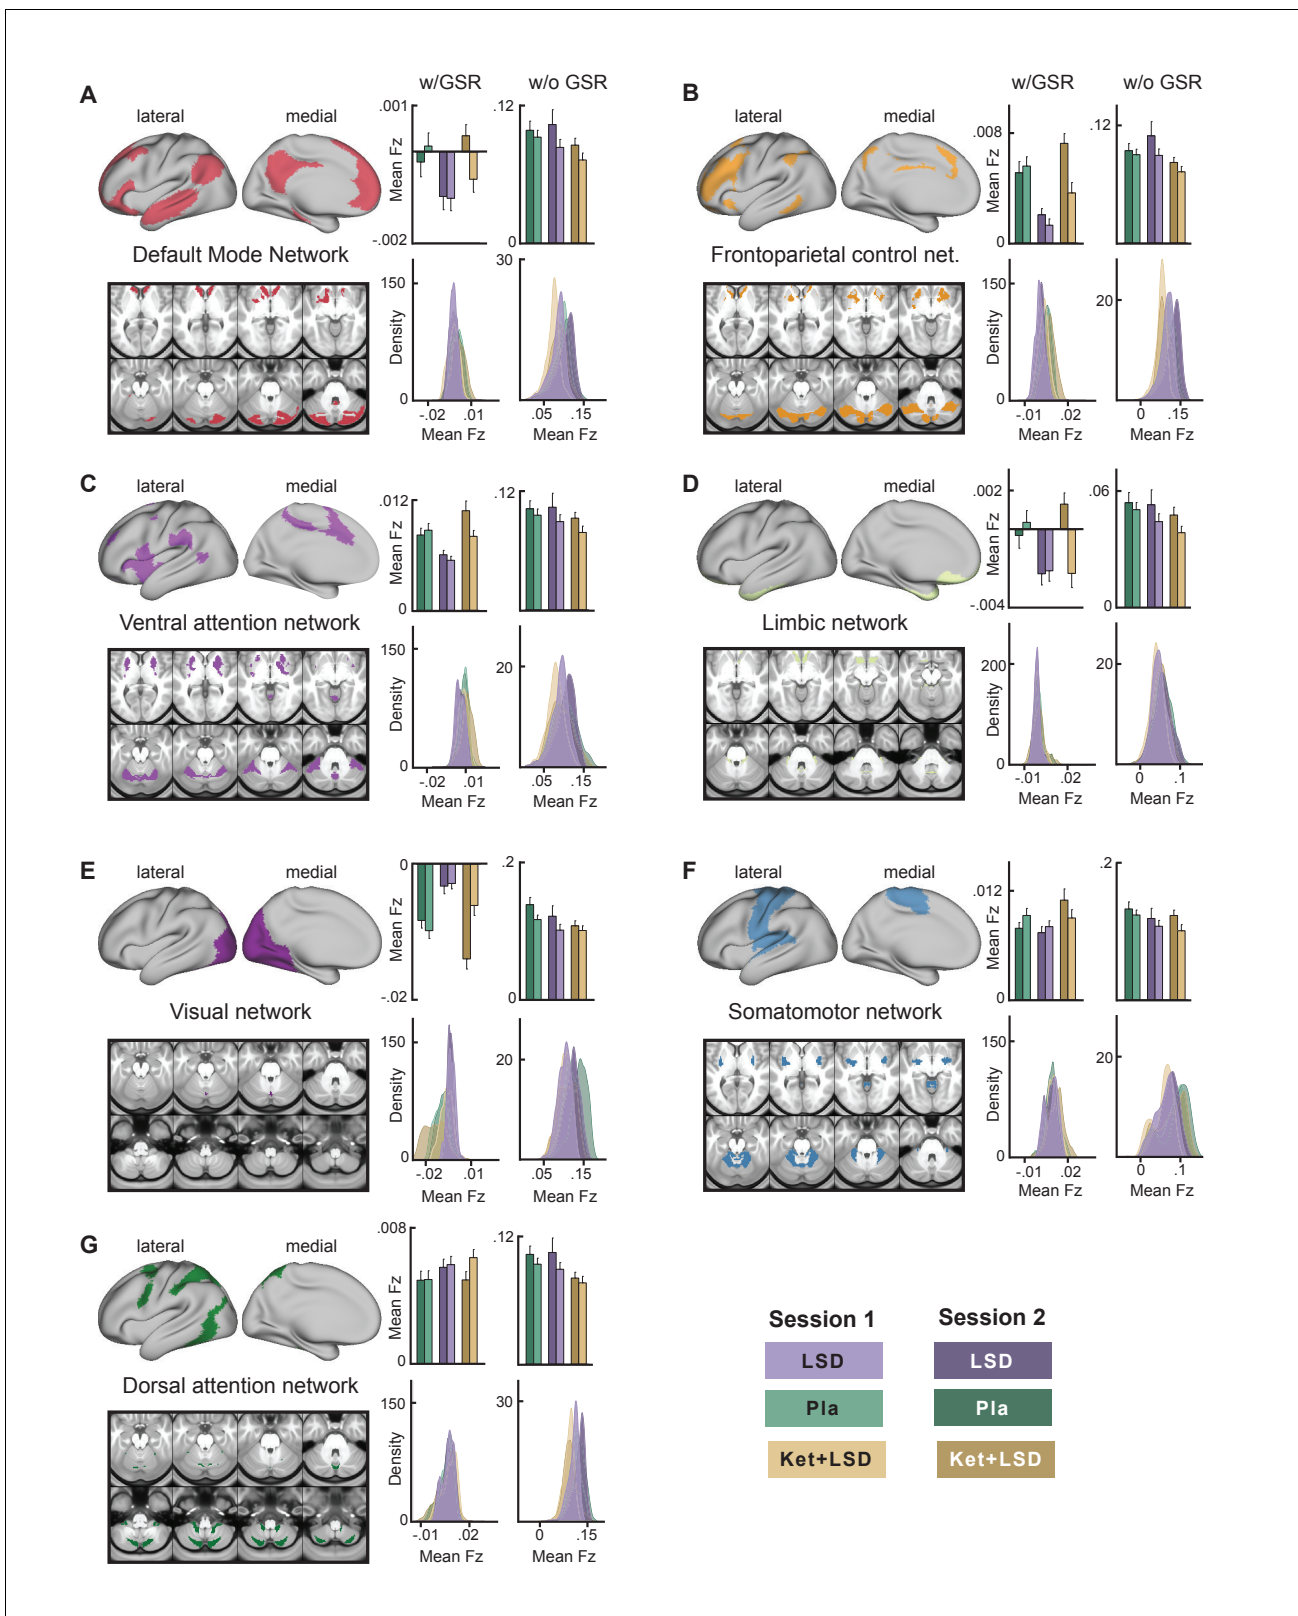 A
lateral
medial
w/GSR
w/o GSR
Mean Fz
.001
-.002
.12
0
Default Mode Network
Density
150
0
-.02
.01
Mean Fz
30
.05
.15
Mean Fz
B
lateral
medial
w/GSR
w/o GSR
Mean Fz
.008
0
.12
0
Frontoparietal control net.
Density
150
0
-.01
.02
Mean Fz
20
0
.15
Mean Fz
C
lateral
medial
Mean Fz
.012
0
.12
0
Ventral attention network
Density
150
0
-.02
.01
Mean Fz
20
.05
.15
Mean Fz
D
lateral
medial
Mean Fz
.002
-.004
.06
0
Limbic network
Density
200
0
-.01
.02
Mean Fz
20
0
.1
Mean Fz
E
lateral
medial
Mean Fz
0
-.02
.2
0
Visual network
Density
150
0
-.02
.01
Mean Fz
20
.05
.15
Mean Fz
F
lateral
medial
Mean Fz
.012
0
.2
0
Somatomotor network
Density
150
0
-.01
.02
Mean Fz
20
0
.1
Mean Fz
G
lateral
medial
Mean Fz
.008
0
.12
0
Dorsal attention network
Density
150
0
-.01
.02
Mean Fz
30
0
.15
Mean Fz
Session 1
Session 2
LSD
LSD
Pla
Pla
Ket+LSD
Ket+LSD